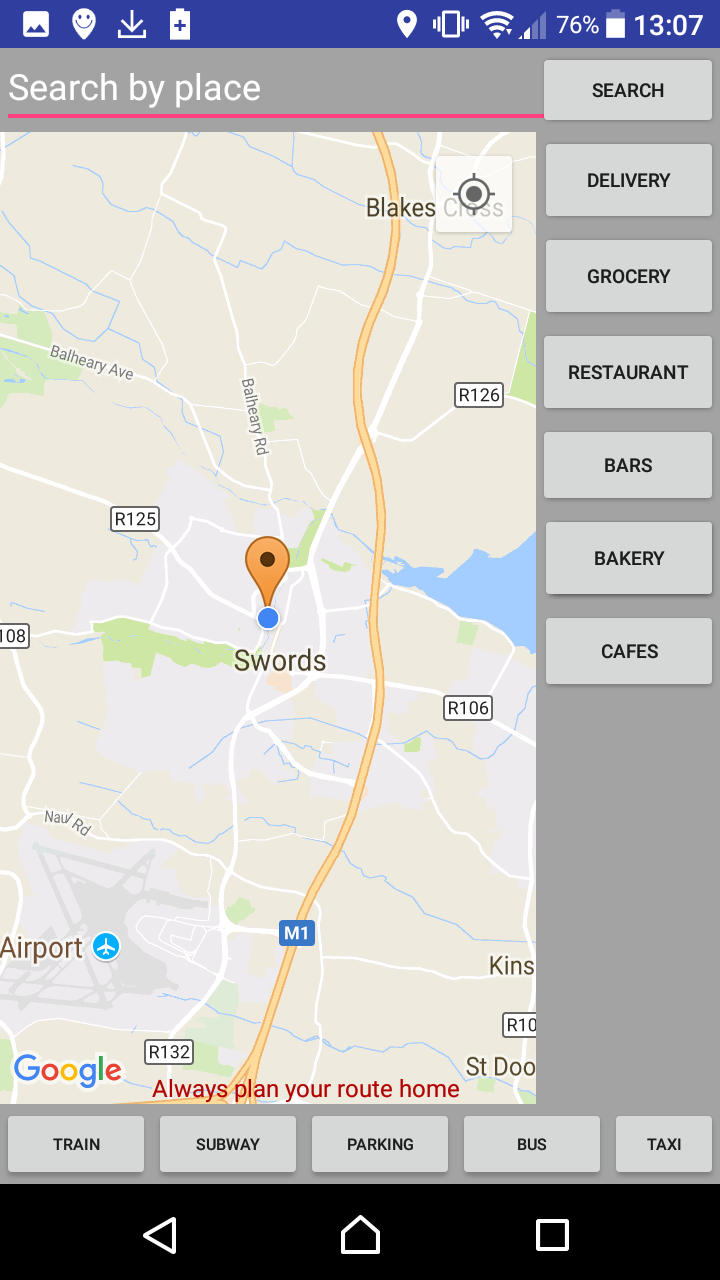 76% 13:07
Search by place
SEARCH
DELIVERY
Blakes Cross
GROCERY
Balheary Ave
RESTAURANT
Balheary Rd
R126
BARS
R125
BAKERY
108
CAFES
Swords
R106
Naul Rd
M1
Airport
Kins
R10
R132
Google
St Doo
Always plan your route home
TRAIN
SUBWAY
PARKING
BUS
TAXI